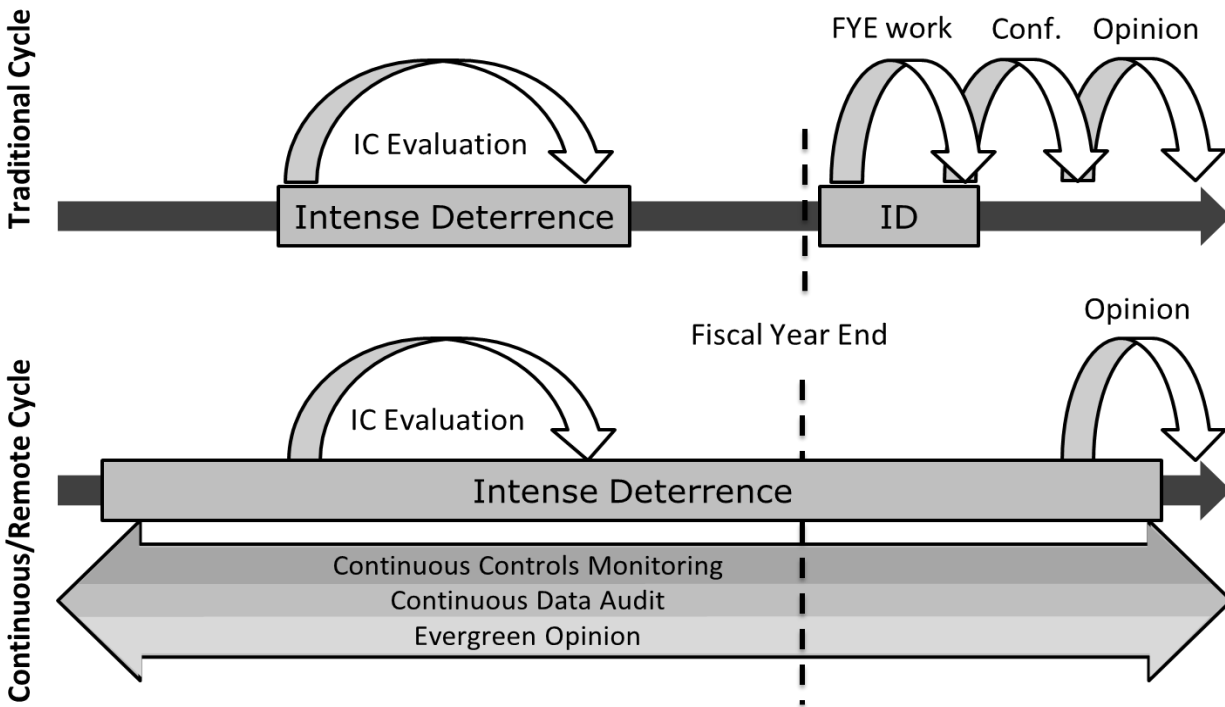 Traditional Cycle
FYE work
Conf.
Opinion
IC Evaluation
Intense Deterrence
ID
Fiscal Year End
Continuous/Remote Cycle
Opinion
IC Evaluation
Intense Deterrence
Continuous Controls Monitoring
Continuous Data Audit
Evergreen Opinion